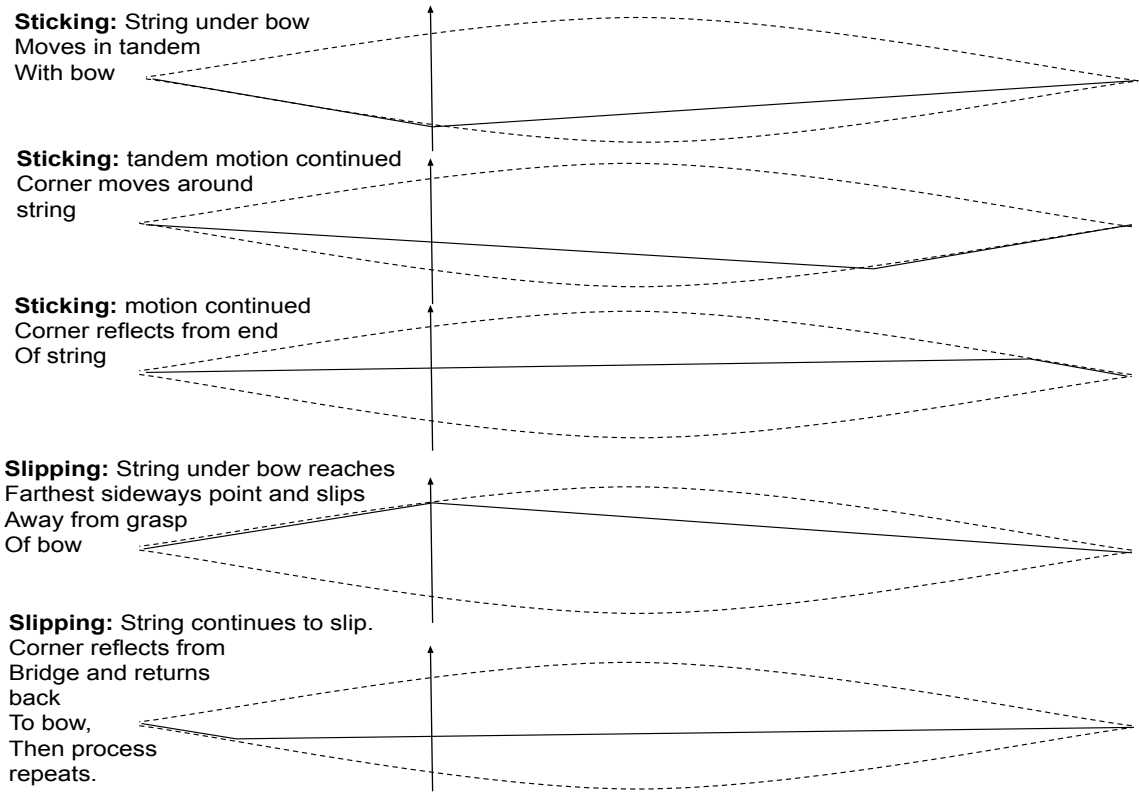 Sticking: String under bow
Moves in tandem
With bow
Sticking: tandem motion continued
Corner moves around
string
Sticking: motion continued
Corner reflects from end
Of string
Slipping: String under bow reaches
Farthest sideways point and slips
Away from grasp
Of bow
Slipping: String continues to slip.
Corner reflects from
Bridge and returns
back
To bow,
Then process
repeats.